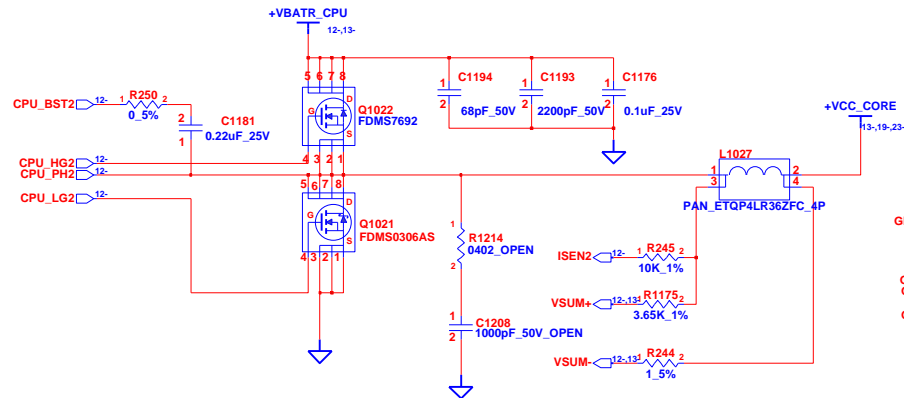 +VBATR_CPU
12-,13-
5 6 7 8
C1194
1
2
68pF_50V
C1193
1
2
2200pF_50V
C1176
1
2
0.1uF_25V
CPU_BST2
12-
1
R250
2
0_5%
2
C1181
1
0.22uF_25V
D
G
S
Q1022
FDMS7692
+VCC_CORE
13-,19-,23-
CPU_HG2
12-
4 3 2 1
CPU_PH2
12-
L1027
1
2
3
4
PAN_ETQP4LR36ZFC_4P
5 6 7 8
CPU_LG2
12-
D
G
S
Q1021
FDMS0306AS
4 3 2 1
1
R1214
0402_OPEN
2
ISEN2
12-
1
R245
2
10K_1%
VSUM+
12-,13-
1
R1175
2
3.65K_1%
1
C1208
2
1000pF_50V_OPEN
VSUM-
12-,13-
1
R244
2
1_5%